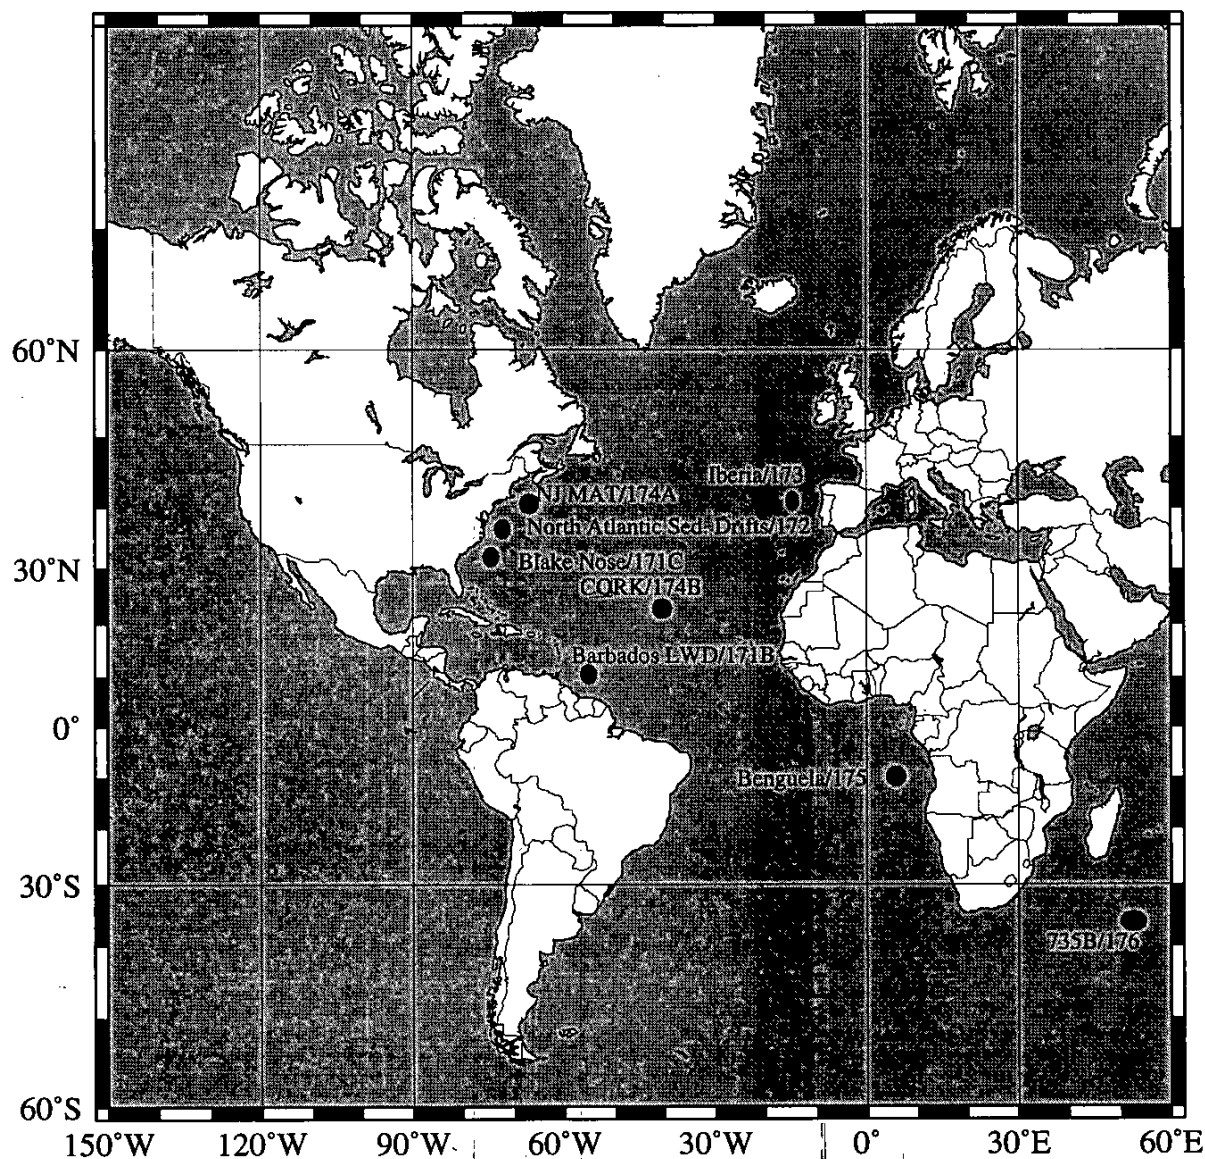 60°N
Iberia/173
NJ MAT/174A
North Atlantic Sed. Drifts/172
Blake Nose/171C
30°N
CORK/174B
Barbados LWD/171B
0°
Benguela/175
30°S
735B/176
60°S
150°W 120°W 90°W 60°W 30°W 0° 30°E 60°E